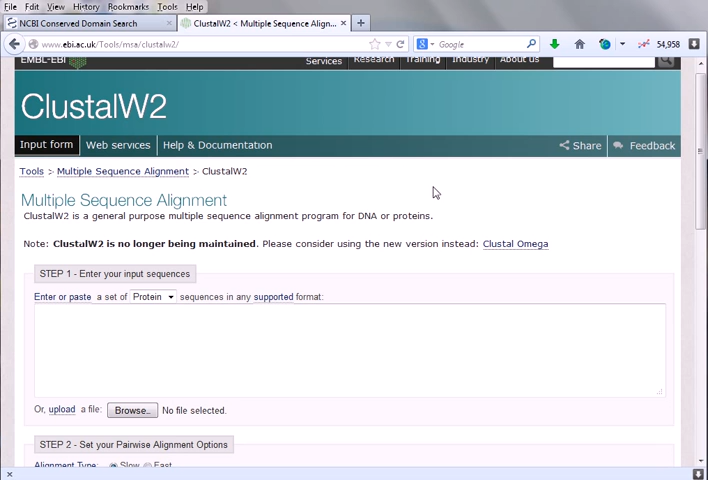 File Edit View History Bookmarks Tools Help
NCBI Conserved Domain Search × ClustalW2 < Multiple Sequence Align... ×
www.ebi.ac.uk/Tools/msa/clustalw2/ Google 54,958
EMBL-EBI Services Research Training Industry About us
ClustalW2
Input form Web services Help & Documentation Share Feedback
Tools > Multiple Sequence Alignment > ClustalW2
Multiple Sequence Alignment
ClustalW2 is a general purpose multiple sequence alignment program for DNA or proteins.
Note: ClustalW2 is no longer being maintained. Please consider using the new version instead: Clustal Omega
STEP 1 - Enter your input sequences
Enter or paste a set of Protein sequences in any supported format:
Or, upload a file: Browse.. No file selected.
STEP 2 - Set your Pairwise Alignment Options
Alignment Type: Slow Fast